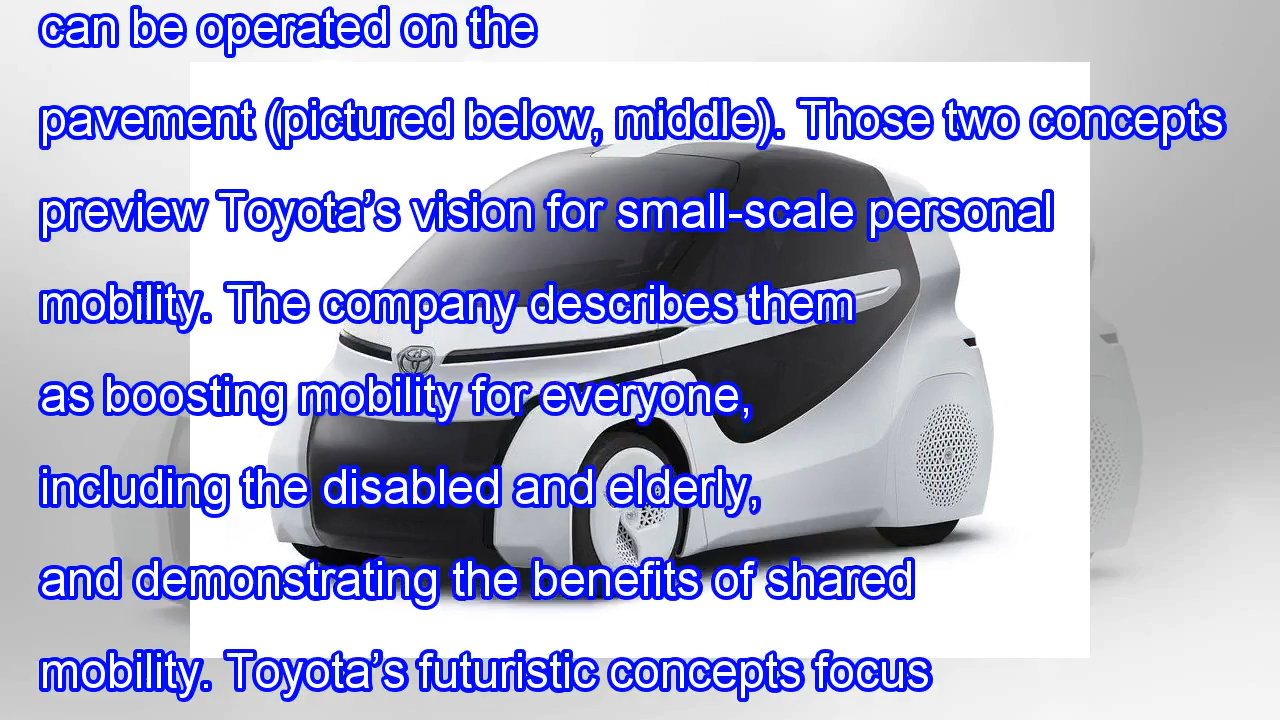 can be operated on the
pavement (pictured below, middle). Those two concepts
preview Toyota’s vision for small-scale personal
mobility. The company describes them
as boosting mobility for everyone,
including the disabled and elderly,
and demonstrating the benefits of shared
mobility. Toyota’s futuristic concepts focus